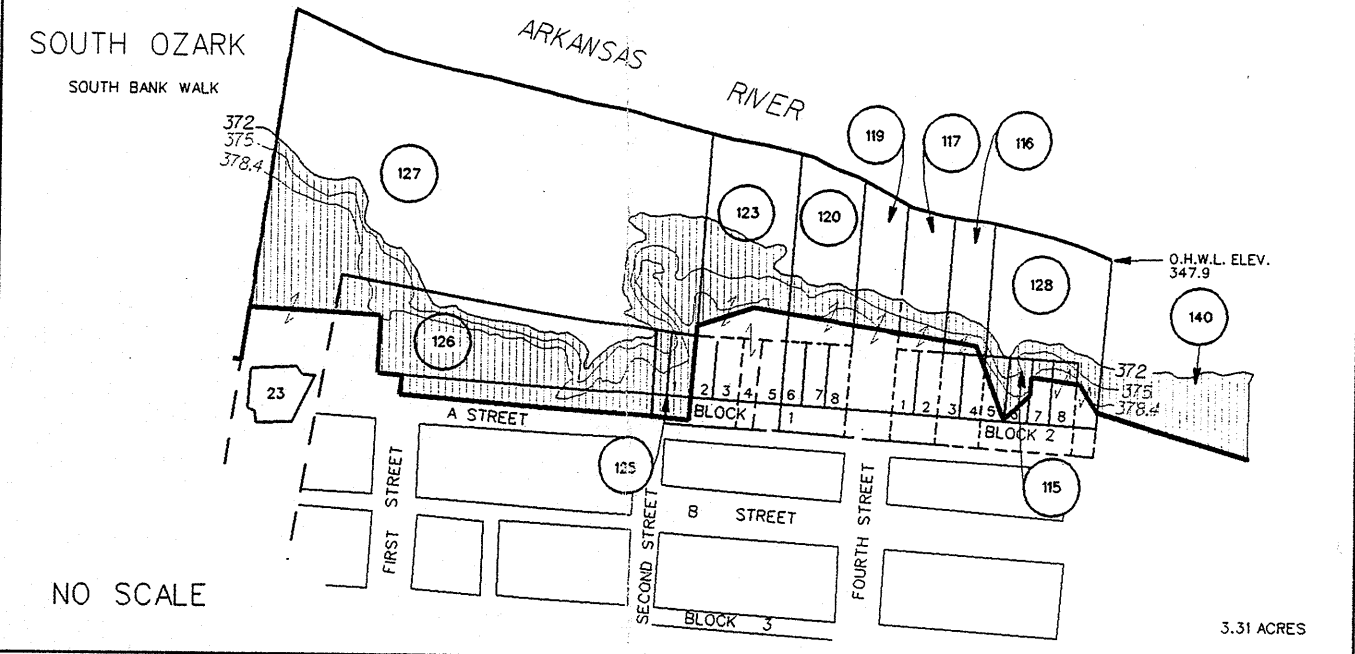 SOUTH OZARK
SOUTH BANK WALK
ARKANSAS
RIVER
119
117
116
372
375
378.4
127
123
120
128
O.H.W.L. ELEV.
347.9
140
126
23
372
375
378.4
2 3 4 5 6 7 8
1 2 3 4 5 6 7 8
A STREET
BLOCK
1
BLOCK 2
125
115
FIRST STREET
SECOND STREET
B STREET
FOURTH STREET
BLOCK 3
NO SCALE
3.31 ACRES